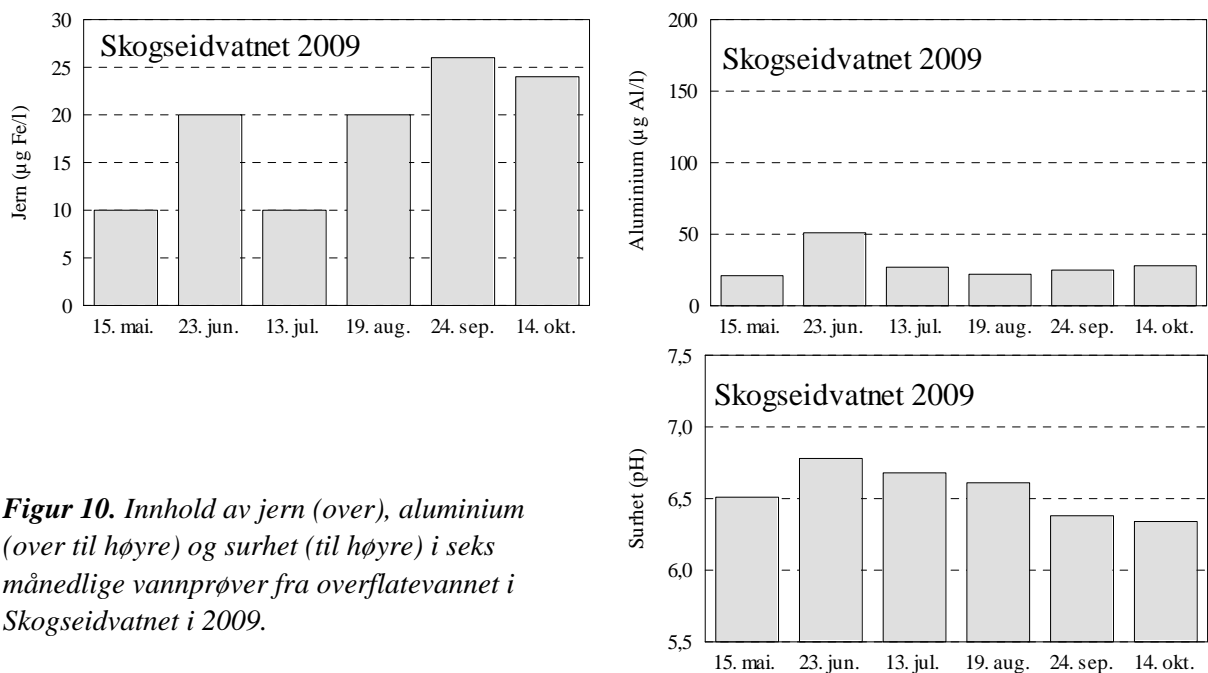 Skogseidvatnet 2009
Jern (µg Fe/l)
30
25
20
15
10
5
0
15. mai. 23. jun. 13. jul. 19. aug. 24. sep. 14. okt.
Skogseidvatnet 2009
Aluminium (µg Al/l)
200
150
100
50
0
15. mai. 23. jun. 13. jul. 19. aug. 24. sep. 14. okt.
Skogseidvatnet 2009
Surhet (pH)
7,5
7,0
6,5
6,0
5,5
15. mai. 23. jun. 13. jul. 19. aug. 24. sep. 14. okt.
Figur 10. Innhold av jern (over), aluminium
(over til høyre) og surhet (til høyre) i seks
månedlige vannprøver fra overflatevannet i
Skogseidvatnet i 2009.